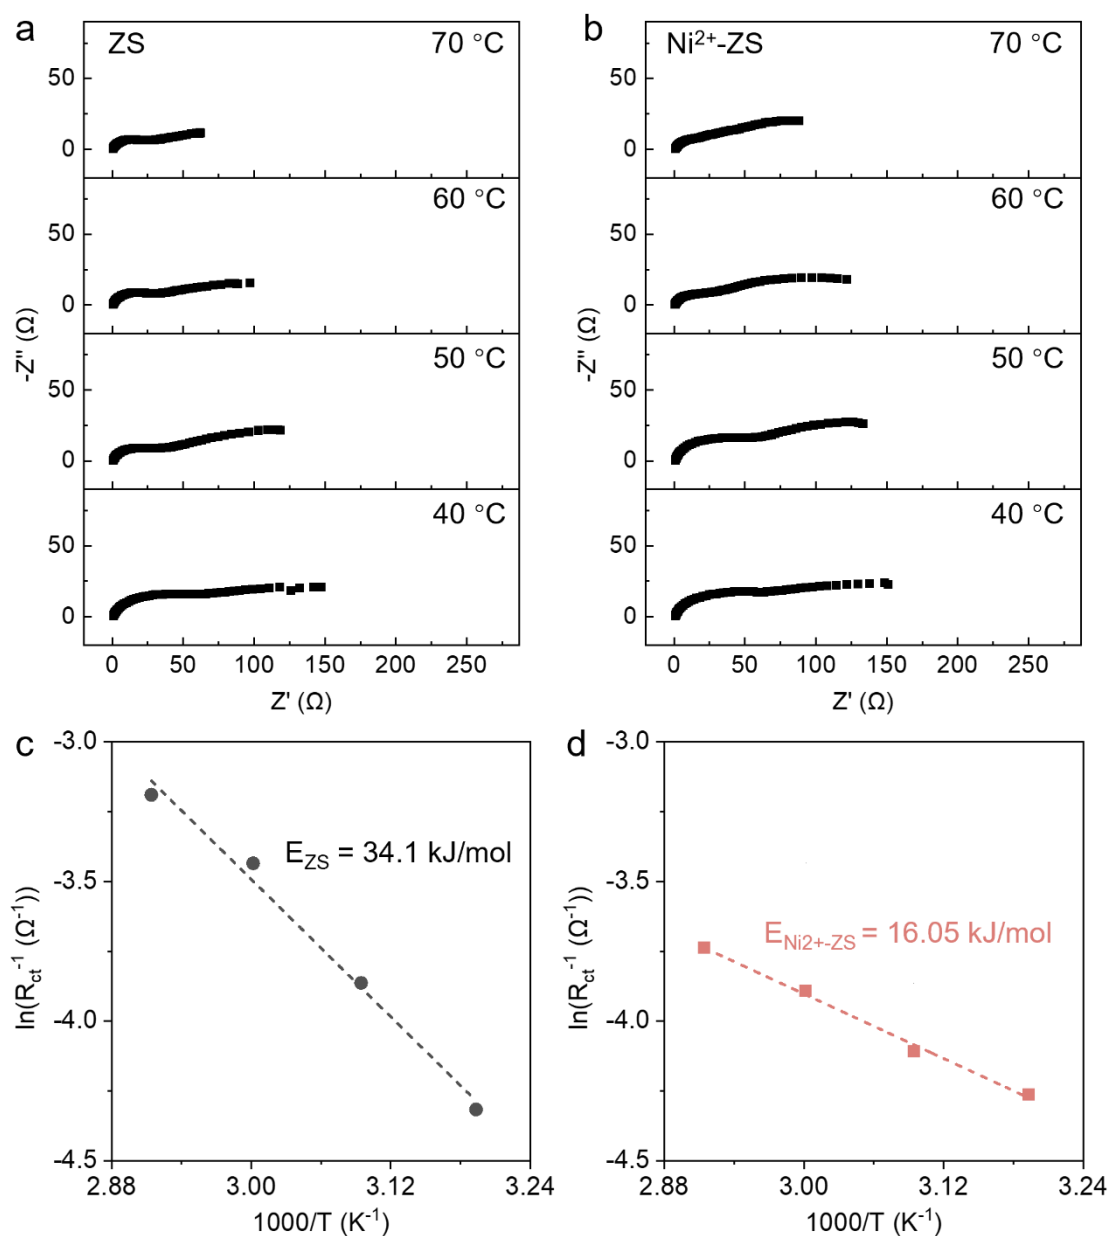 a
ZS
70 °C
50
0
60 °C
50
0
50 °C
50
0
40 °C
50
0
-Z'' (Ω)
0 50 100 150 200 250
Z' (Ω)
b
Ni²⁺-ZS
70 °C
50
0
60 °C
50
0
50 °C
50
0
40 °C
50
0
-Z'' (Ω)
0 50 100 150 200 250
Z' (Ω)
c
-3.0
-3.5
-4.0
-4.5
ln(R_ct⁻¹ (Ω⁻¹))
E_ZS = 34.1 kJ/mol
2.88 3.00 3.12 3.24
1000/T (K⁻¹)
d
-3.0
-3.5
-4.0
-4.5
ln(R_ct⁻¹ (Ω⁻¹))
E_Ni2+-ZS = 16.05 kJ/mol
2.88 3.00 3.12 3.24
1000/T (K⁻¹)